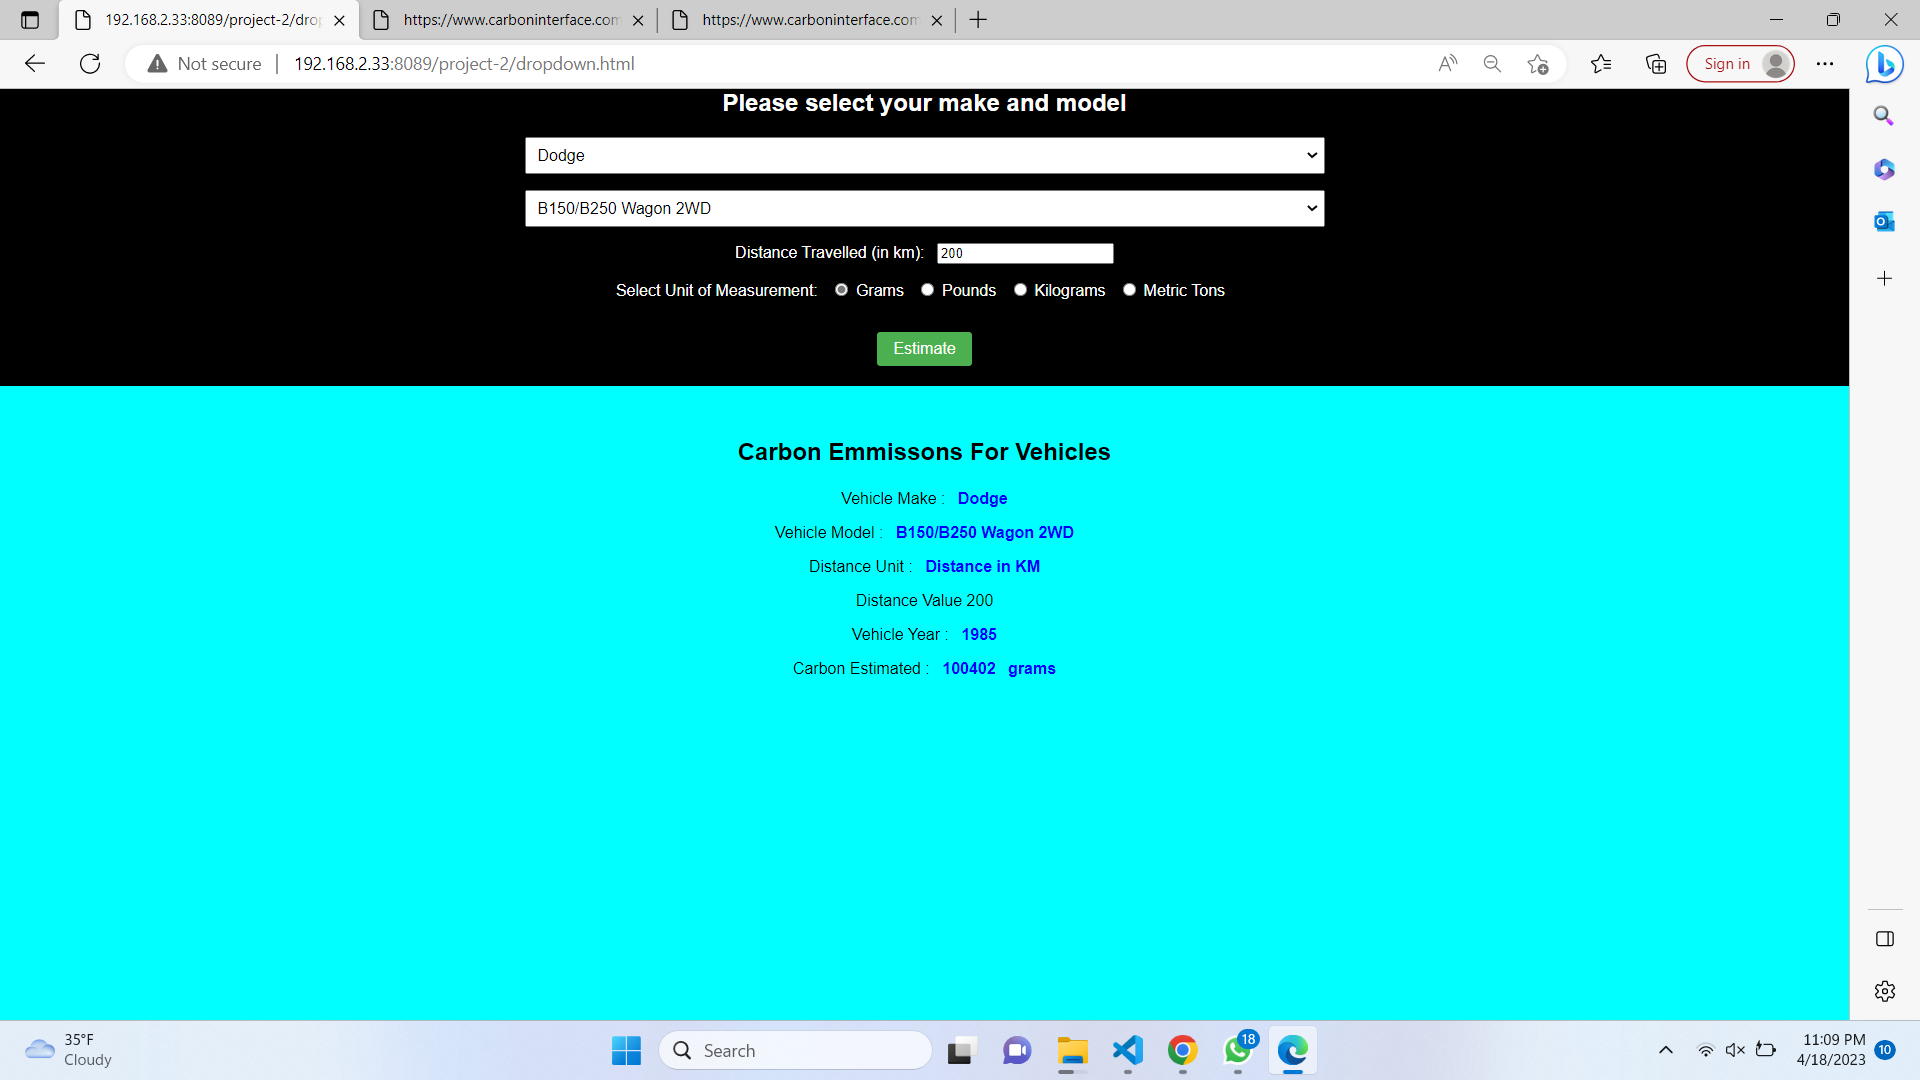 192.168.2.33:8089/project-2/drop
https://www.carboninterface.com
https://www.carboninterface.com
Not secure
192.168.2.33:8089/project-2/dropdown.html
Sign in
Please select your make and model
Dodge
B150/B250 Wagon 2WD
Distance Travelled (in km): 200
Select Unit of Measurement: Grams Pounds Kilograms Metric Tons
Estimate
Carbon Emmissons For Vehicles
Vehicle Make : Dodge
Vehicle Model : B150/B250 Wagon 2WD
Distance Unit : Distance in KM
Distance Value 200
Vehicle Year : 1985
Carbon Estimated : 100402 grams
35°F
Cloudy
Search
18
11:09 PM
4/18/2023
10